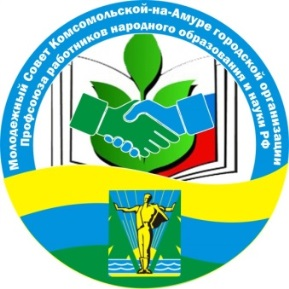 Молодежный Совет Комсомольской-на-Амуре городской организации
Профсоюза работников народного образования и науки РФ